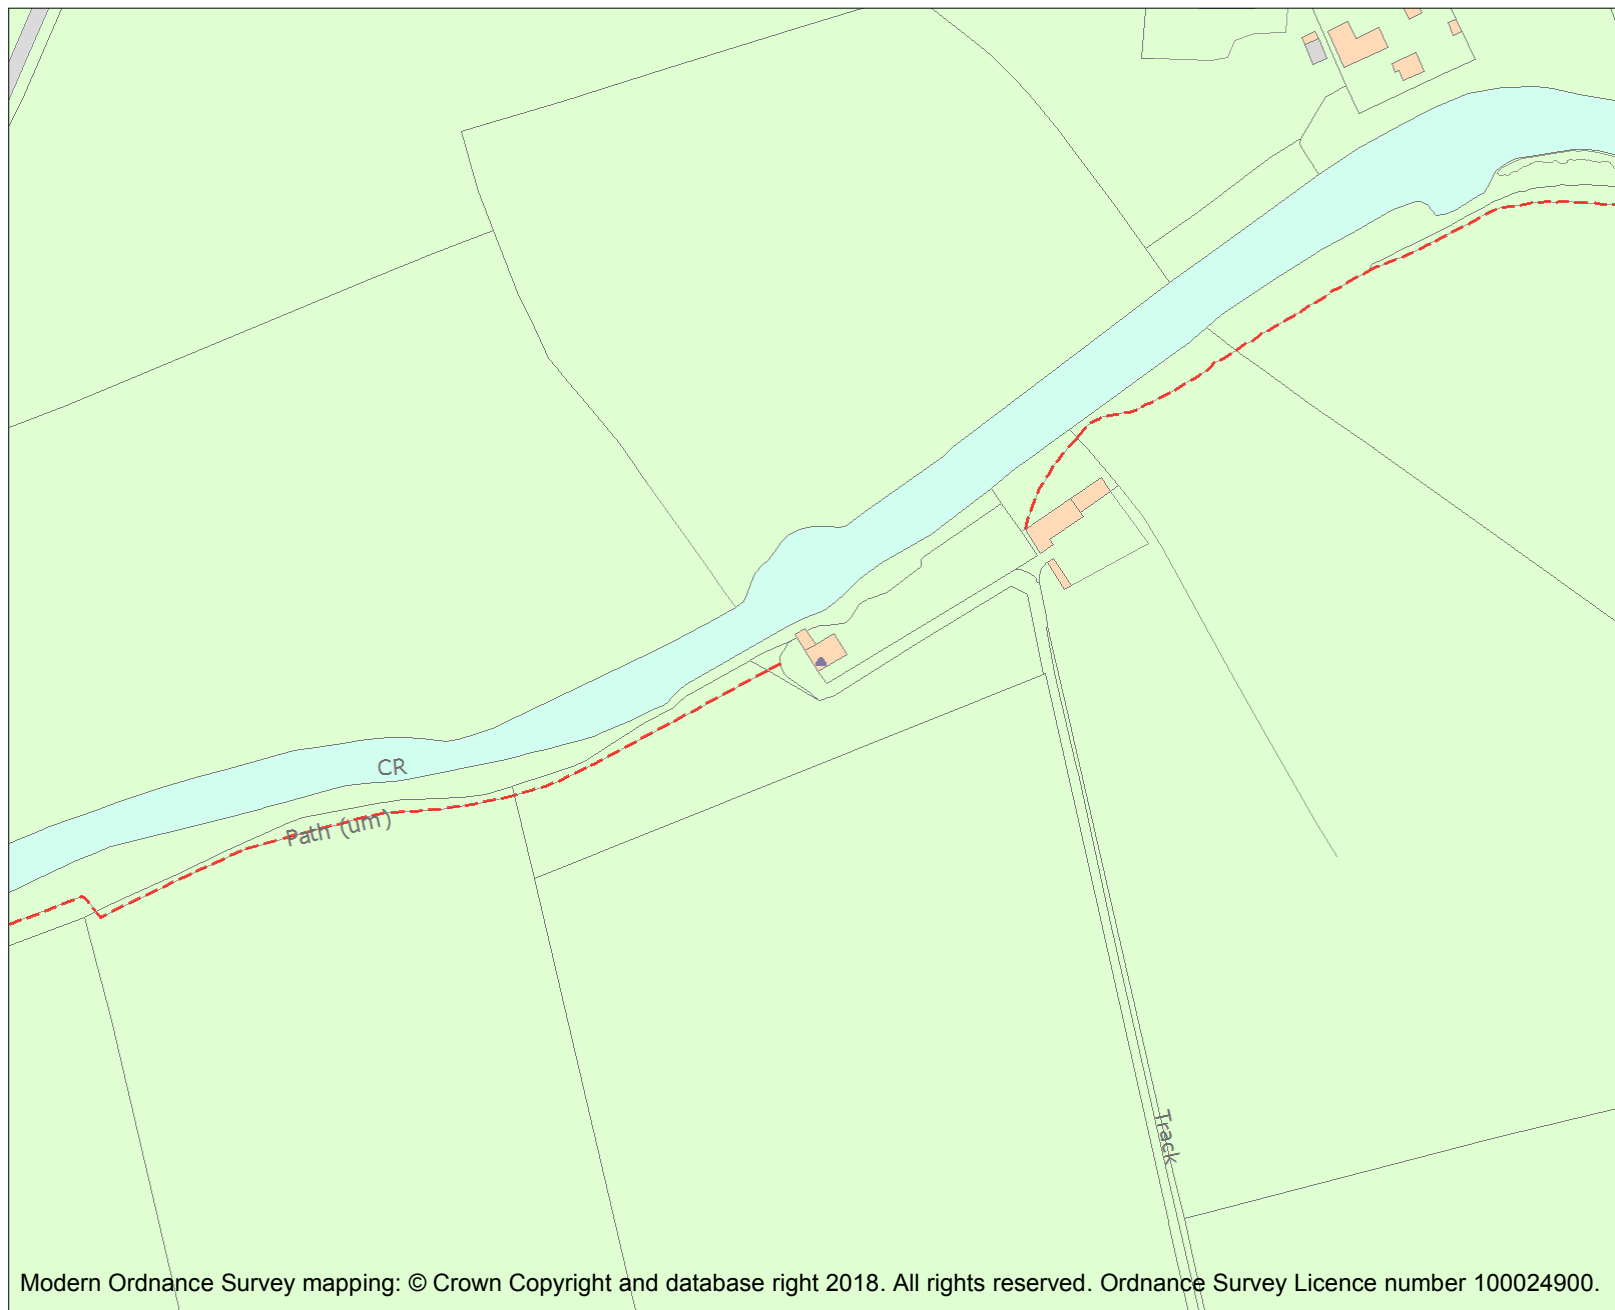 CR
Path (um)
Track
Modern Ordnance Survey mapping: © Crown Copyright and database right 2018. All rights reserved. Ordnance Survey Licence number 100024900.